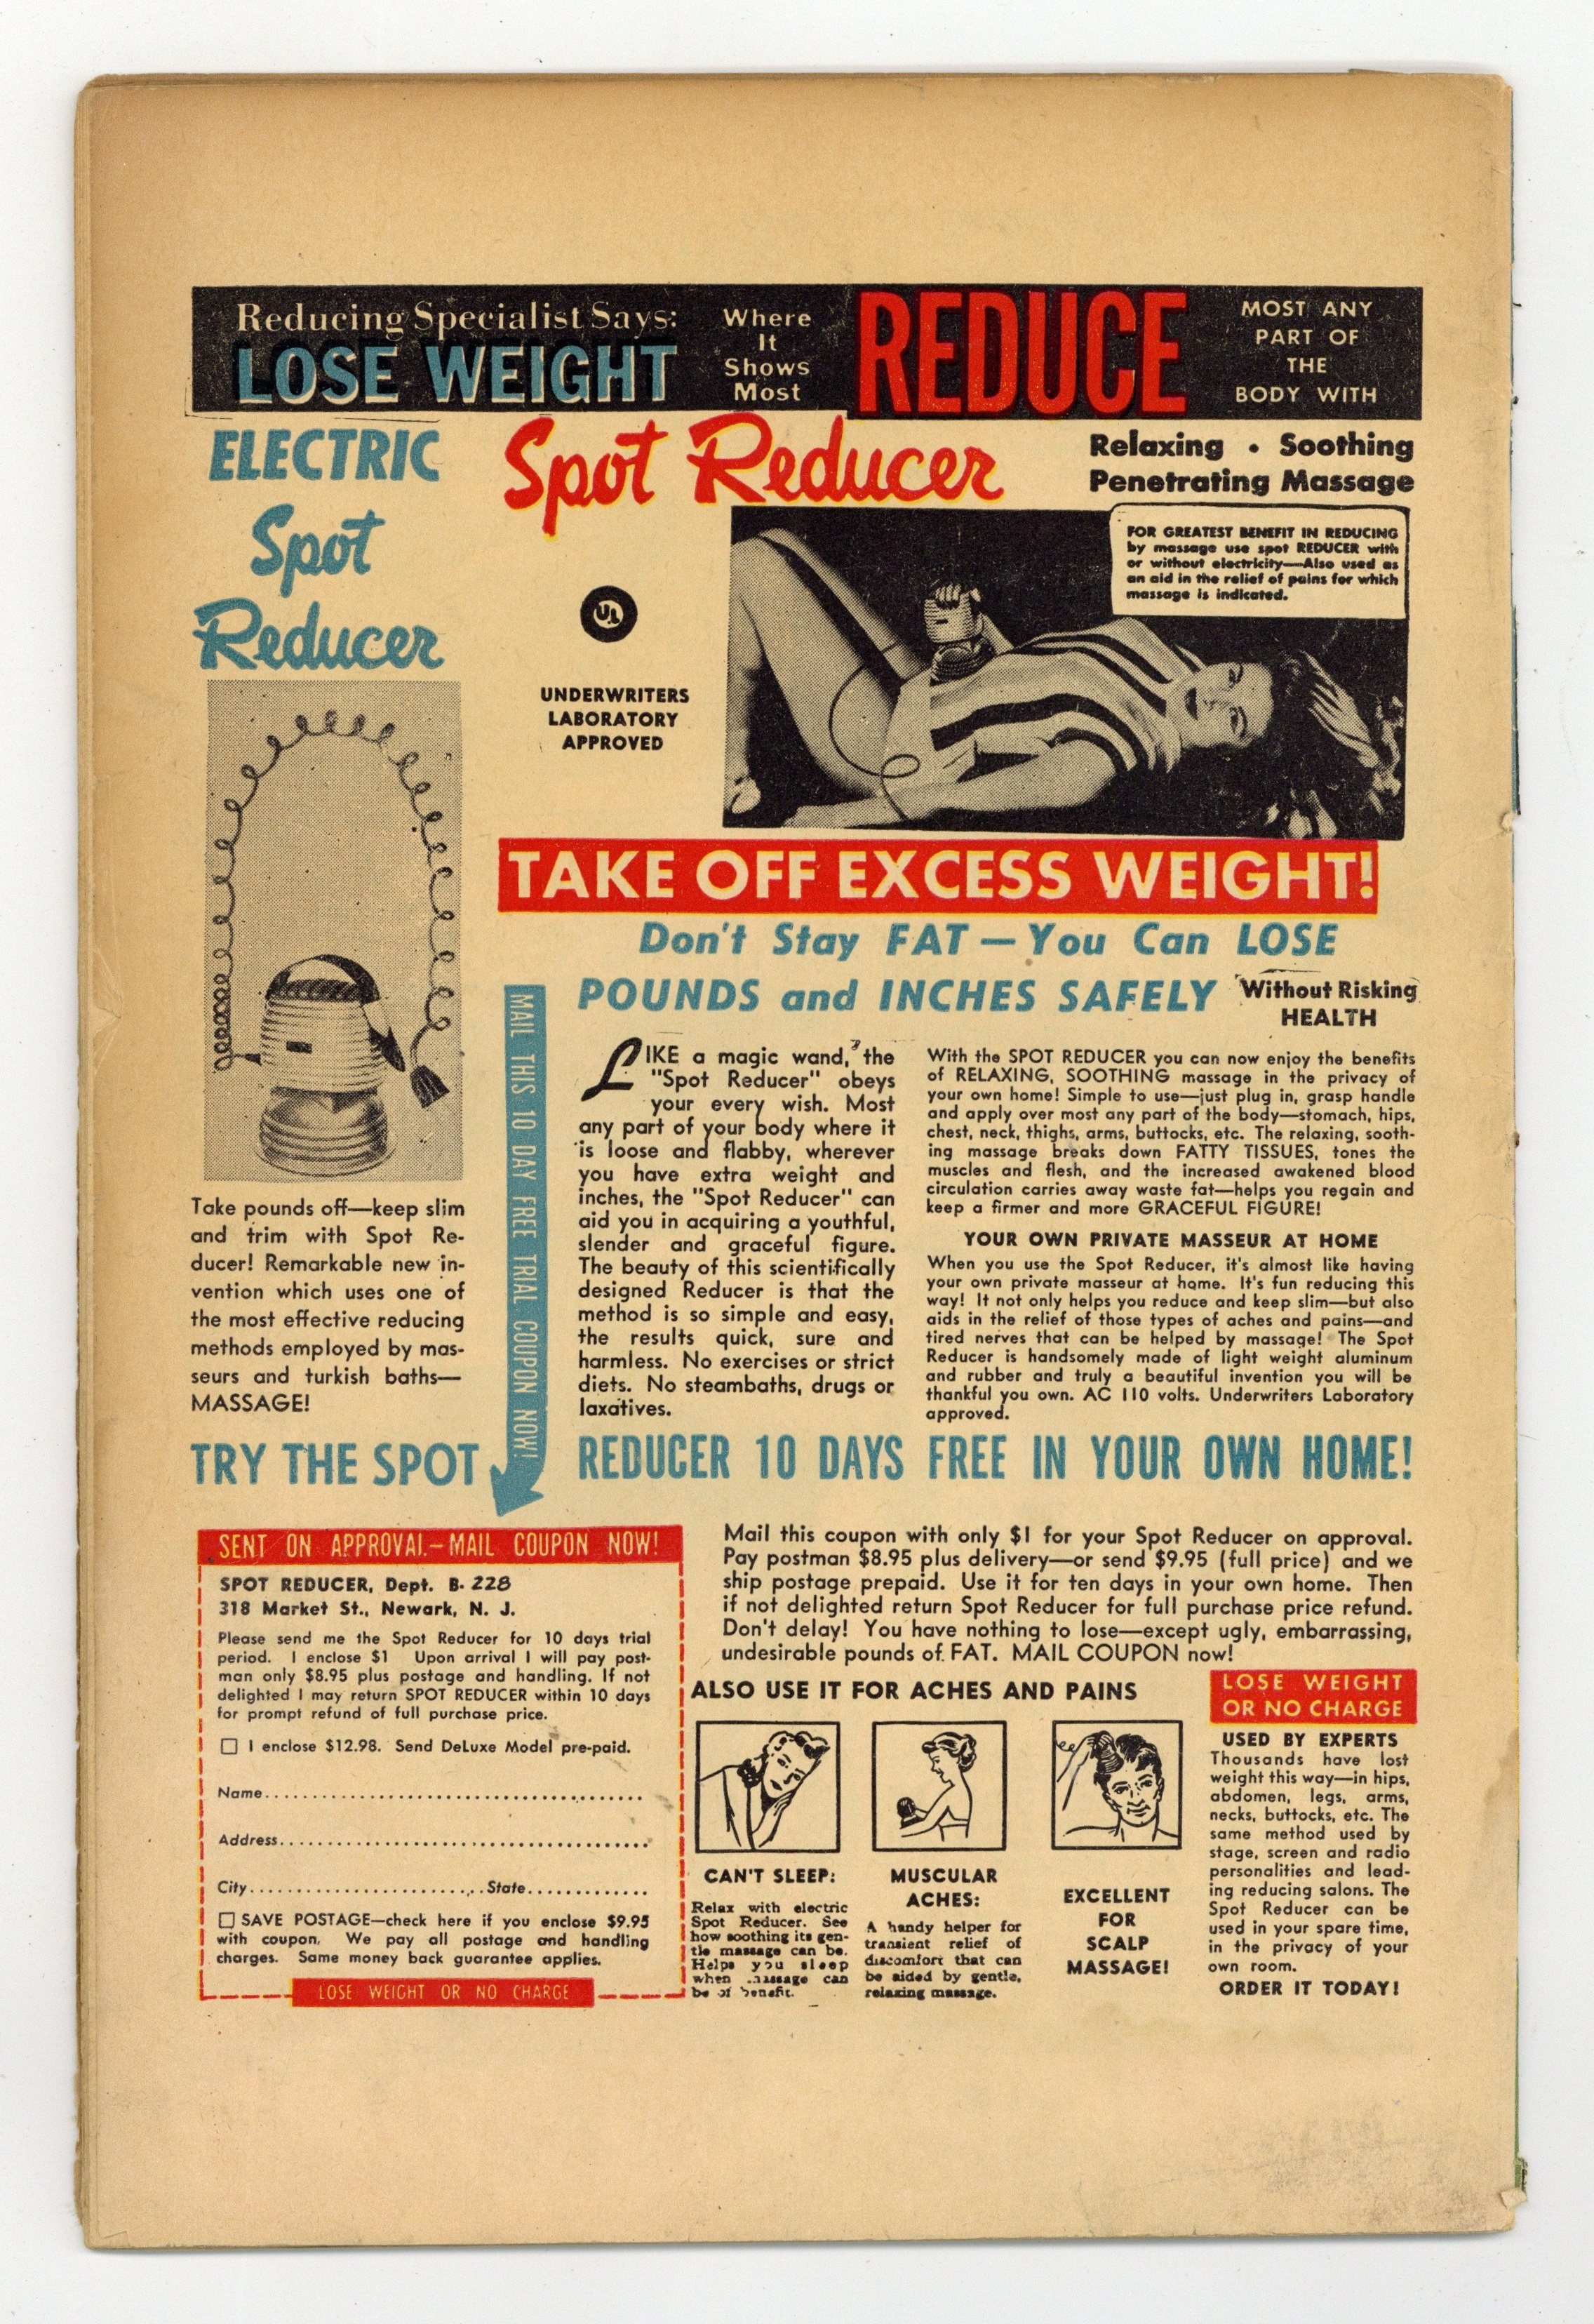 Reducing Specialist Says:
LOSE WEIGHT
Where
It
Shows
Most
REDUCE
MOST ANY
PART OF
THE
BODY WITH
ELECTRIC
Spot
Reducer
Spot Reducer
Relaxing • Soothing
Penetrating Massage
FOR GREATEST BENEFIT IN REDUCING
by massage use spot REDUCER with
or without electricity—Also used as
an aid in the relief of pains for which
massage is indicated.
UL
UNDERWRITERS
LABORATORY
APPROVED
TAKE OFF EXCESS WEIGHT!
Don't Stay FAT — You Can LOSE
POUNDS and INCHES SAFELY
Without Risking
HEALTH
Take pounds off—keep slim
and trim with Spot Re-
ducer! Remarkable new in-
vention which uses one of
the most effective reducing
methods employed by mas-
seurs and turkish baths—
MASSAGE!
MAIL THIS 10 DAY FREE TRIAL COUPON NOW!
LIKE a magic wand, the
"Spot Reducer" obeys
your every wish. Most
any part of your body where it
is loose and flabby, wherever
you have extra weight and
inches, the "Spot Reducer" can
aid you in acquiring a youthful,
slender and graceful figure.
The beauty of this scientifically
designed Reducer is that the
method is so simple and easy,
the results quick, sure and
harmless. No exercises or strict
diets. No steambaths, drugs or
laxatives.
With the SPOT REDUCER you can now enjoy the benefits
of RELAXING, SOOTHING massage in the privacy of
your own home! Simple to use—just plug in, grasp handle
and apply over most any part of the body—stomach, hips,
chest, neck, thighs, arms, buttocks, etc. The relaxing, sooth-
ing massage breaks down FATTY TISSUES, tones the
muscles and flesh, and the increased awakened blood
circulation carries away waste fat—helps you regain and
keep a firmer and more GRACEFUL FIGURE!
YOUR OWN PRIVATE MASSEUR AT HOME
When you use the Spot Reducer, it's almost like having
your own private masseur at home. It's fun reducing this
way! It not only helps you reduce and keep slim—but also
aids in the relief of those types of aches and pains—and
tired nerves that can be helped by massage! The Spot
Reducer is handsomely made of light weight aluminum
and rubber and truly a beautiful invention you will be
thankful you own. AC 110 volts. Underwriters Laboratory
approved.
TRY THE SPOT REDUCER 10 DAYS FREE IN YOUR OWN HOME!
SENT ON APPROVAL—MAIL COUPON NOW!
SPOT REDUCER, Dept. B-228
318 Market St., Newark, N. J.
Please send me the Spot Reducer for 10 days trial
period. I enclose $1 Upon arrival I will pay post-
man only $8.95 plus postage and handling. If not
delighted I may return SPOT REDUCER within 10 days
for prompt refund of full purchase price.
☐ I enclose $12.98. Send DeLuxe Model pre-paid.
Name
Address
City State
☐ SAVE POSTAGE—check here if you enclose $9.95
with coupon. We pay all postage and handling
charges. Same money back guarantee applies.
LOSE WEIGHT OR NO CHARGE
Mail this coupon with only $1 for your Spot Reducer on approval.
Pay postman $8.95 plus delivery—or send $9.95 (full price) and we
ship postage prepaid. Use it for ten days in your own home. Then
if not delighted return Spot Reducer for full purchase price refund.
Don't delay! You have nothing to lose—except ugly, embarrassing,
undesirable pounds of FAT. MAIL COUPON now!
ALSO USE IT FOR ACHES AND PAINS
CAN'T SLEEP:
Relax with electric
Spot Reducer. See
how soothing its gen-
tle massage can be.
Helps you sleep
when massage can
be of benefit.
MUSCULAR
ACHES:
A handy helper for
transient relief of
discomfort that can
be aided by gentle,
relaxing massage.
EXCELLENT
FOR
SCALP
MASSAGE!
LOSE WEIGHT
OR NO CHARGE
USED BY EXPERTS
Thousands have lost
weight this way—in hips,
abdomen, legs, arms,
necks, buttocks, etc. The
same method used by
stage, screen and radio
personalities and lead-
ing reducing salons. The
Spot Reducer can be
used in your spare time,
in the privacy of your
own room.
ORDER IT TODAY!